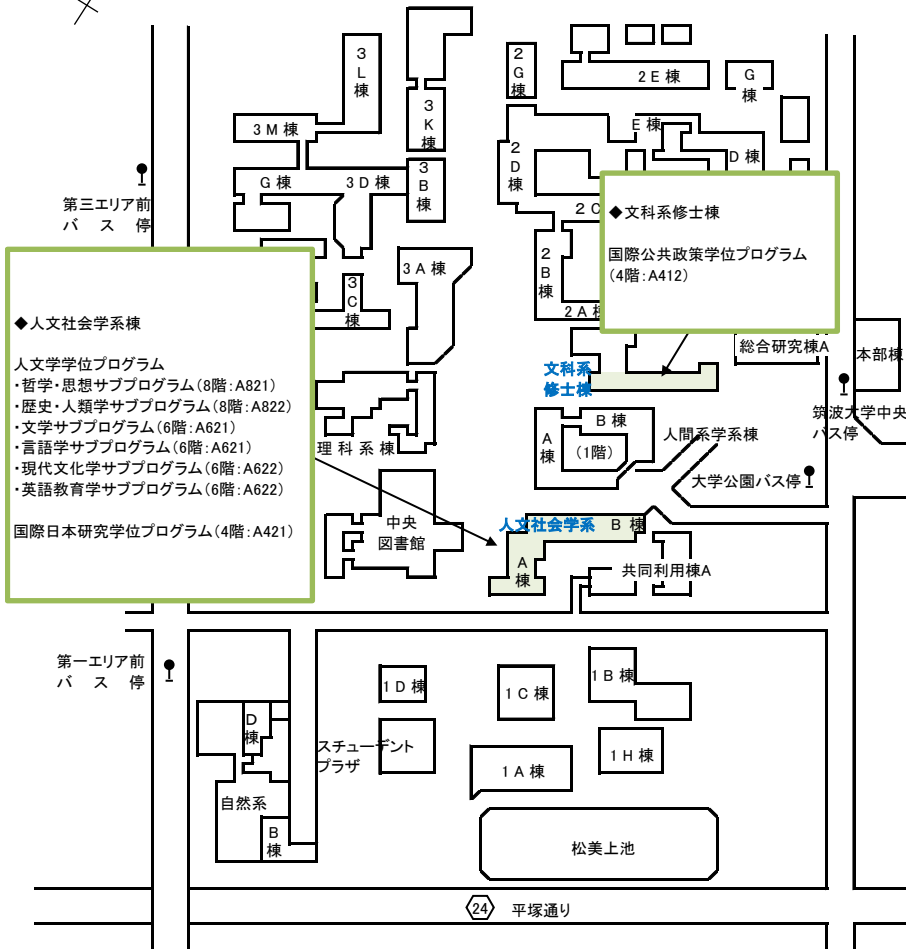 3L棟
3K棟
2G棟
2E棟
G棟
3M棟
E棟
D棟
2D棟
G棟
3D棟
3B棟
第三エリア前
バス停
2C
◆文科系修士棟
国際公共政策学位プログラム
(4階:A412)
2B棟
3A棟
3C棟
2A棟
◆人文社会学系棟
人文学学位プログラム
・哲学・思想サブプログラム(8階:A821)
・歴史・人類学サブプログラム(8階:A822)
・文学サブプログラム(6階:A621)
・言語学サブプログラム(6階:A621)
・現代文化学サブプログラム(6階:A622)
・英語教育学サブプログラム(6階:A622)
国際日本研究学位プログラム(4階:A421)
総合研究棟A
本部棟
文科系
修士棟
筑波大学中央
バス停
理科系棟
A棟
B棟
(1階)
人間系学系棟
大学公園バス停
中央
図書館
人文社会学系 B棟
A棟
共同利用棟A
第一エリア前
バス停
1D棟
1C棟
1B棟
D棟
スチューデント
プラザ
1A棟
1H棟
自然系
B棟
松美上池
24 平塚通り